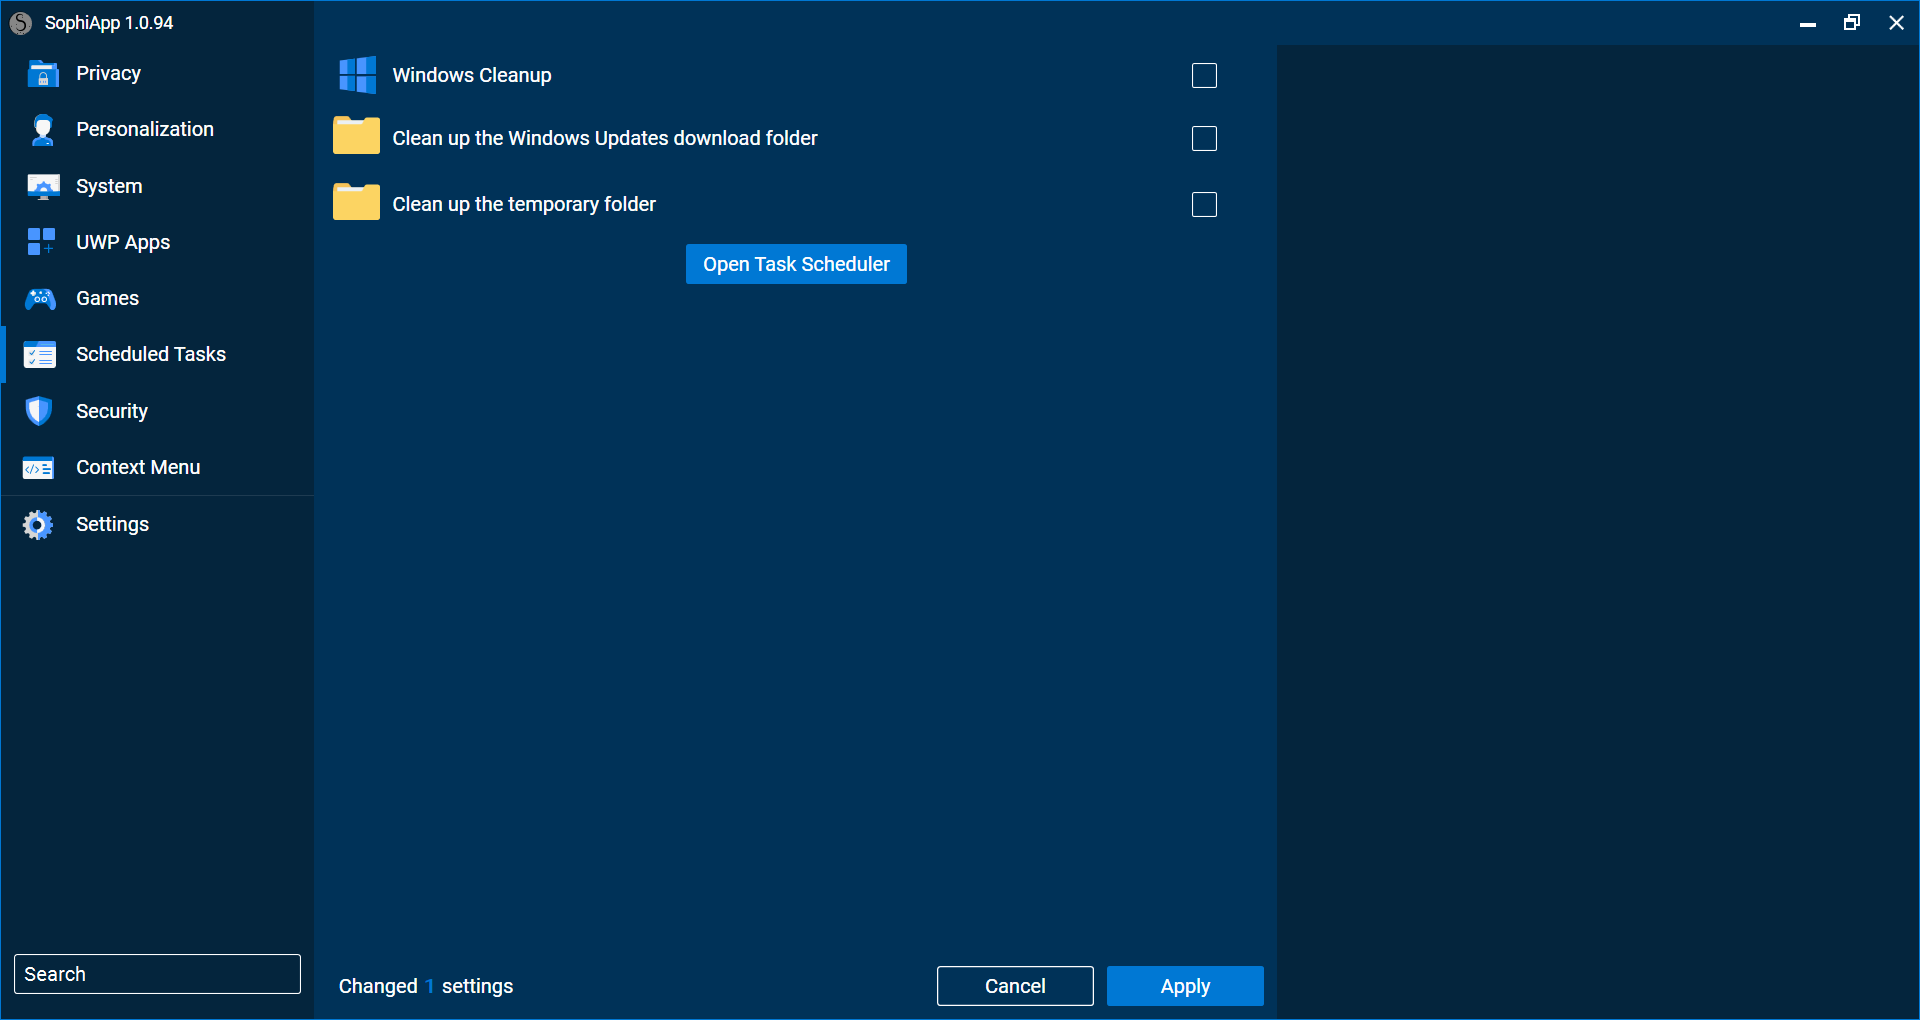 SophiApp 1.0.94
Privacy
Personalization
System
UWP Apps
Games
Scheduled Tasks
Security
Context Menu
Settings
Search
Windows Cleanup
Clean up the Windows Updates download folder
Clean up the temporary folder
Open Task Scheduler
Changed 1 settings
Cancel
Apply